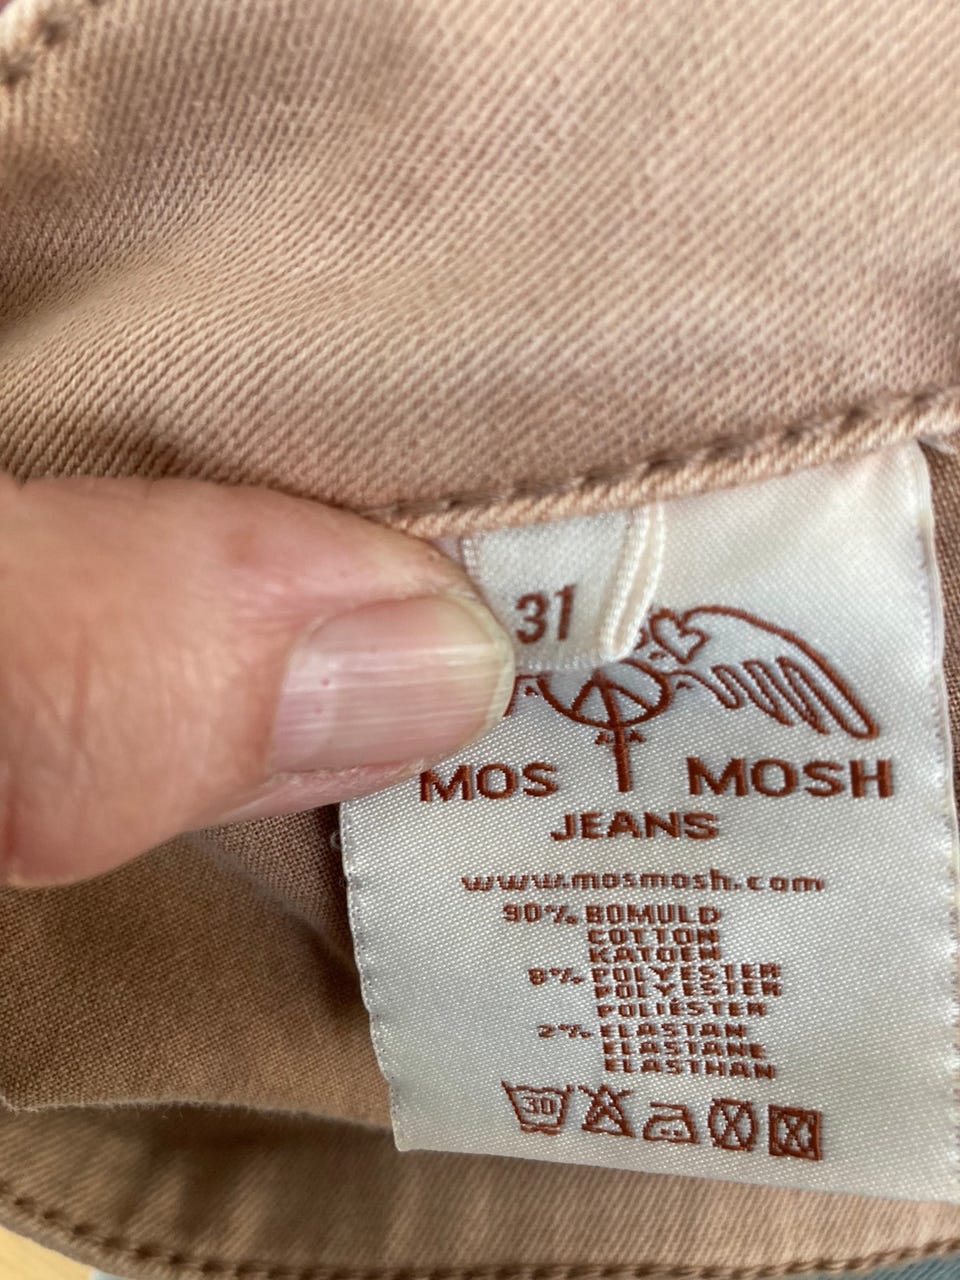 31
MOS MOSH
JEANS
www.mosmosh.com
90% BOMULD
COTTON
KATOEN
8% POLYESTER
POLYESTER
POLIÉSTER
2% ELASTAN
ELASTANE
ELASTHAN
30